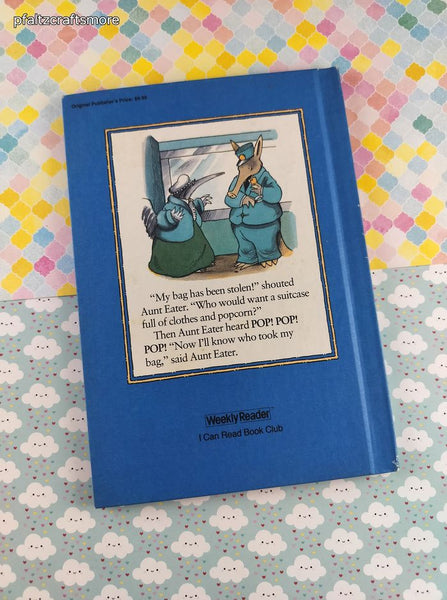 pfaltzcraftsmore
Original Publisher's Price: $8.95
"My bag has been stolen!" shouted
Aunt Eater. "Who would want a suitcase
full of clothes and popcorn?"
Then Aunt Eater heard POP! POP!
POP! "Now I'll know who took my
bag," said Aunt Eater.
Weekly Reader
I Can Read Book Club